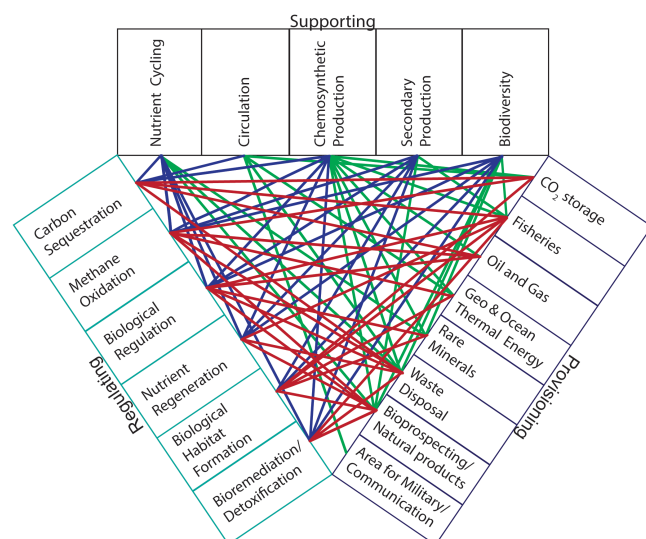 Supporting
Nutrient Cycling
Circulation
Chemosynthetic
Production
Secondary
Production
Biodiversity
Carbon
Sequestration
Methane
Oxidation
Biological
Regulation
Nutrient
Regeneration
Biological
Habitat
Formation
Bioremediation/
Detoxification
Regulating
CO2 storage
Fisheries
Oil and Gas
Geo & Ocean
Thermal Energy
Rare
Minerals
Waste
Disposal
Bioprospecting/
Natural products
Area for Military/
Communication
Provisioning